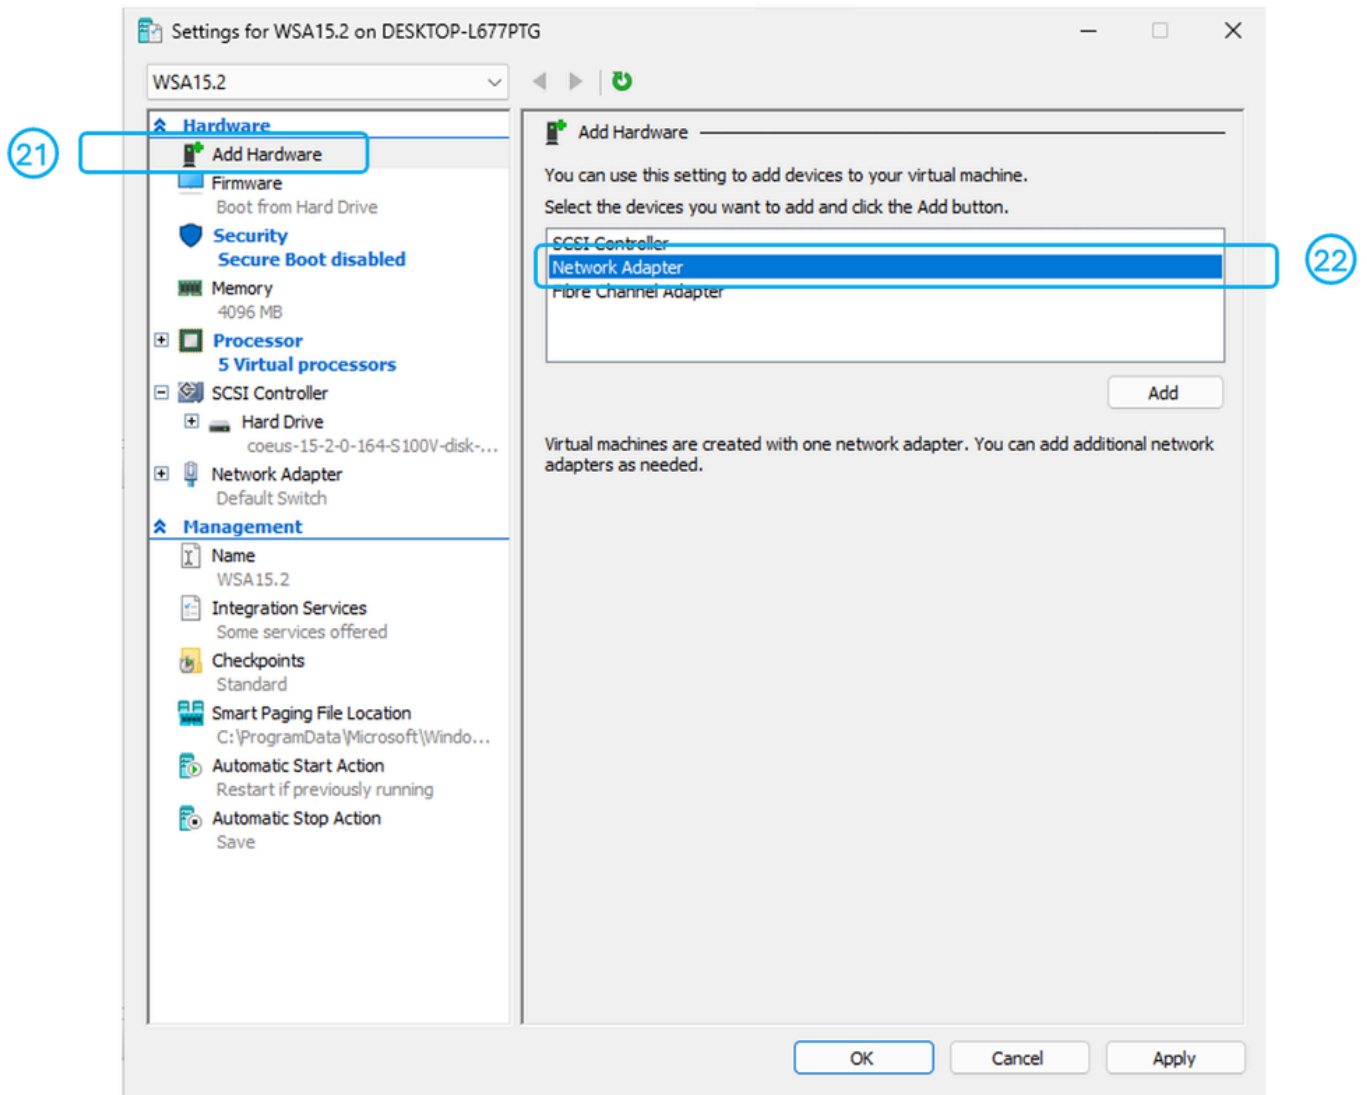 Settings for WSA15.2 on DESKTOP-L677PTG
WSA15.2
Hardware
21
Add Hardware
Firmware
Boot from Hard Drive
Security
Secure Boot disabled
Memory
4096 MB
Processor
5 Virtual processors
SCSI Controller
Hard Drive
coeus-15-2-0-164-S100V-disk-...
Network Adapter
Default Switch
Management
Name
WSA15.2
Integration Services
Some services offered
Checkpoints
Standard
Smart Paging File Location
C:\ProgramData\Microsoft\Windo...
Automatic Start Action
Restart if previously running
Automatic Stop Action
Save
Add Hardware
You can use this setting to add devices to your virtual machine.
Select the devices you want to add and click the Add button.
SCSI Controller
Network Adapter
22
Fibre Channel Adapter
Add
Virtual machines are created with one network adapter. You can add additional network
adapters as needed.
OK
Cancel
Apply